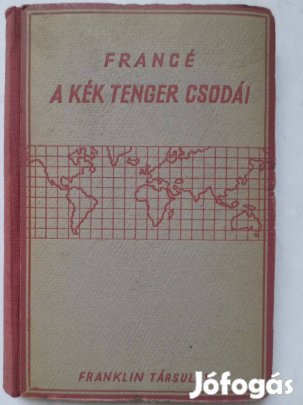 FRANCÉ
A KÉK TENGER CSODÁI
FRANKLIN TÁRSUL
Jófogás